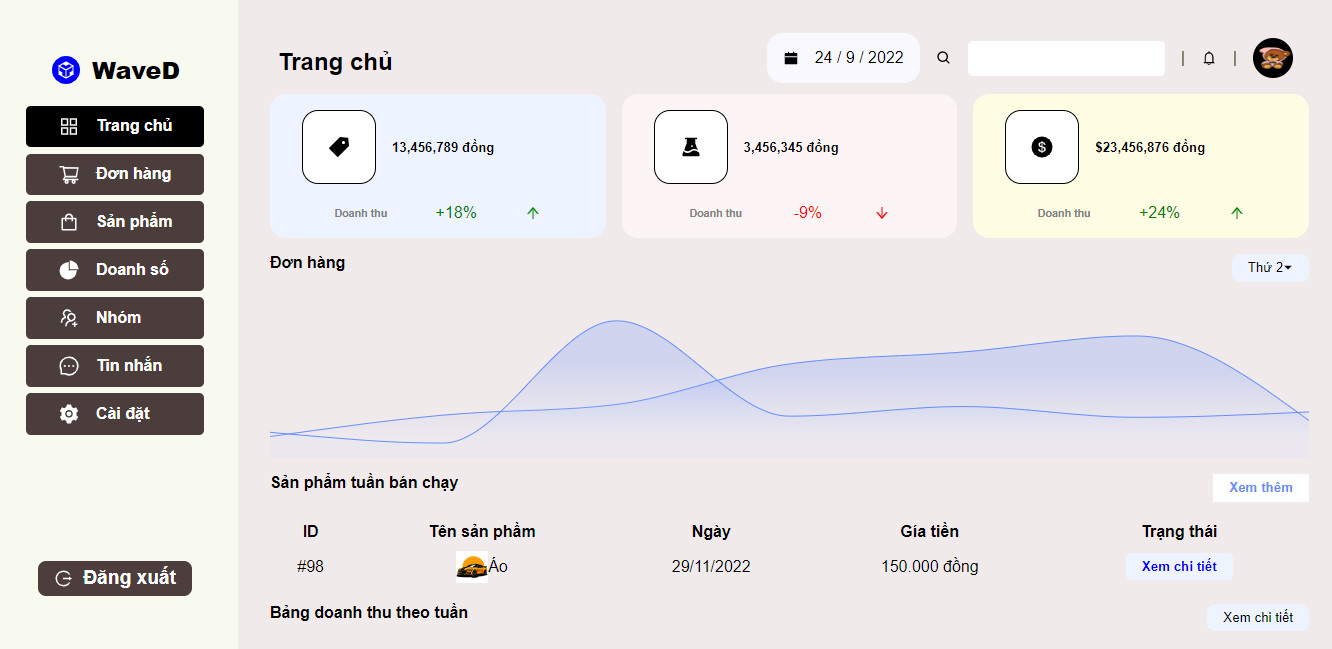 WaveD
Trang chủ
Đơn hàng
Sản phẩm
Doanh số
Nhóm
Tin nhắn
Cài đặt
Đăng xuất
Trang chủ
24 / 9 / 2022
13,456,789 đồng
Doanh thu +18%
3,456,345 đồng
Doanh thu -9%
$23,456,876 đồng
Doanh thu +24%
Đơn hàng
Thứ 2
Sản phẩm tuần bán chạy
Xem thêm
ID Tên sản phẩm Ngày Gía tiền Trạng thái
#98 Áo 29/11/2022 150.000 đồng Xem chi tiết
Bảng doanh thu theo tuần
Xem chi tiết